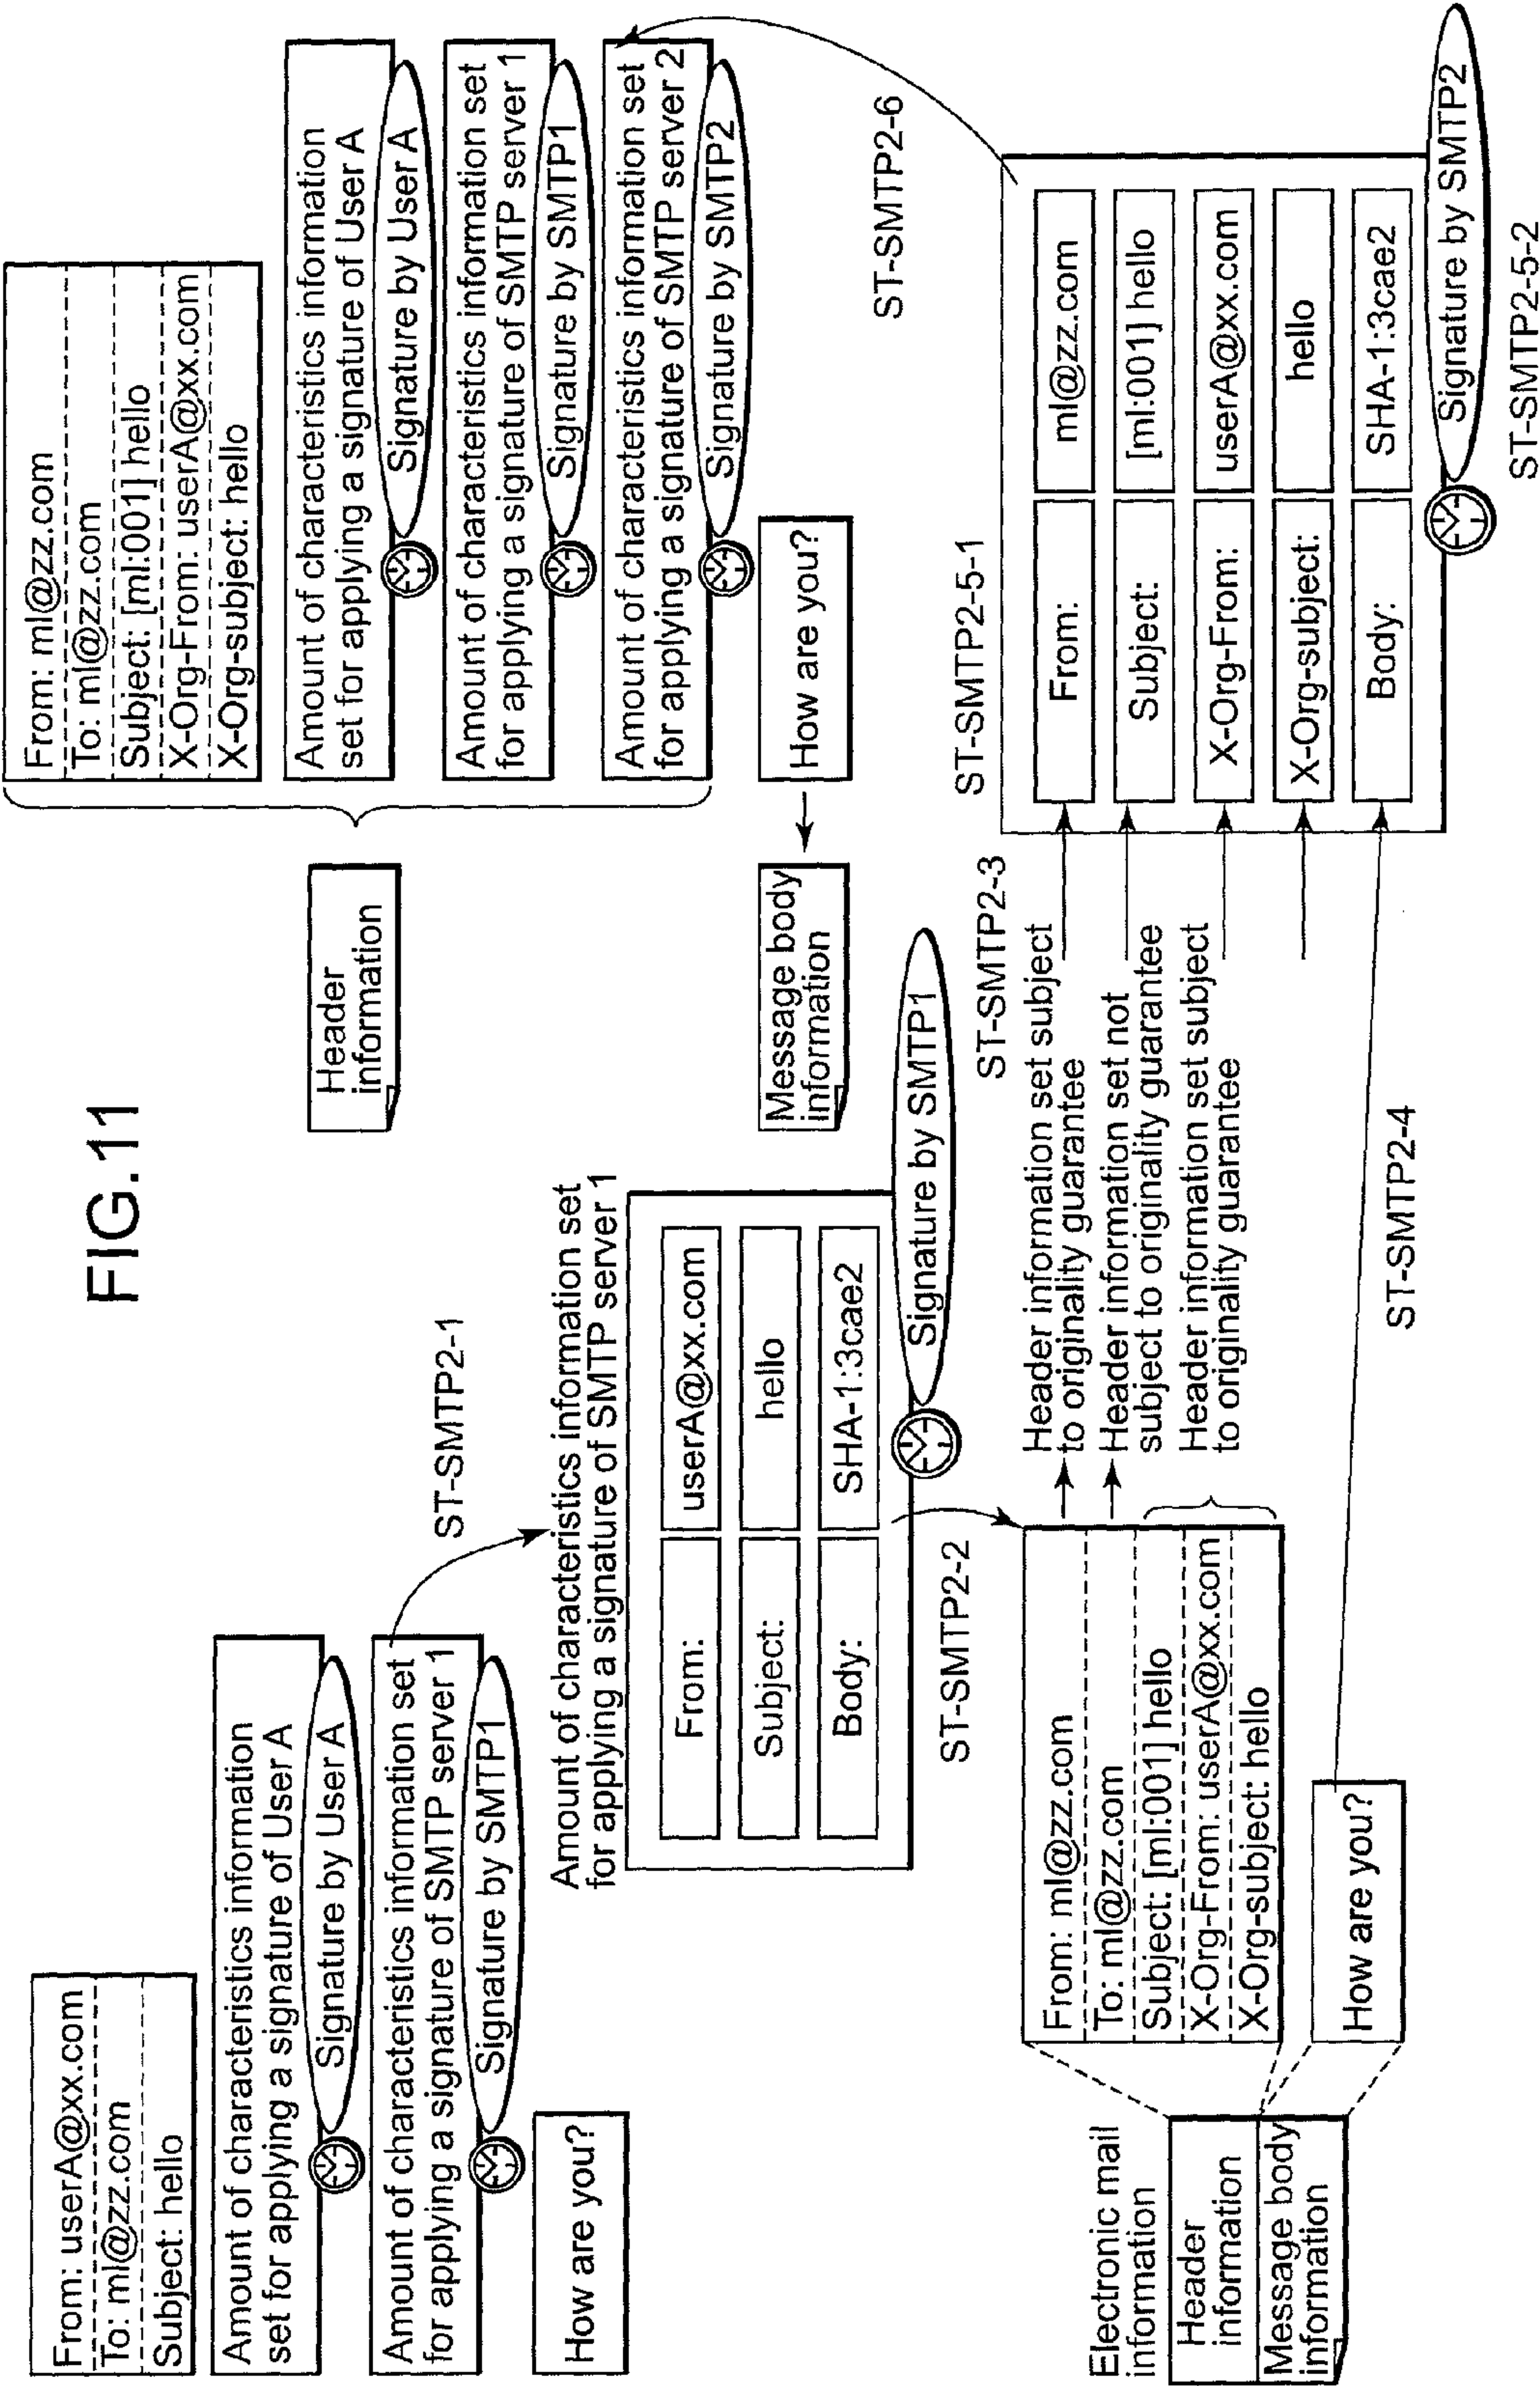 FIG.11
From: userA@xx.com
To: ml@zz.com
Subject: hello
Amount of characteristics information
set for applying a signature of User A
Signature by User A
Amount of characteristics information set
for applying a signature of SMTP server 1
Signature by SMTP1
How are you?
ST-SMTP2-1
Amount of characteristics information set
for applying a signature of SMTP server 1
From:
userA@xx.com
Subject:
hello
Body:
SHA-1:3cae2
Signature by SMTP1
ST-SMTP2-2
Electronic mail
information
Header
information
Message body
information
From: ml@zz.com
To: ml@zz.com
Subject: [ml:001] hello
X-Org-From: userA@xx.com
X-Org-subject: hello
How are you?
ST-SMTP2-3
Header information set subject
to originality guarantee
Header information set not
subject to originality guarantee
Header information set subject
to originality guarantee
ST-SMTP2-4
ST-SMTP2-5-1
From:
ml@zz.com
Subject:
[ml:001] hello
X-Org-From:
userA@xx.com
X-Org-subject:
hello
Body:
SHA-1:3cae2
Signature by SMTP2
ST-SMTP2-5-2
ST-SMTP2-6
Header
information
Message body
information
From: ml@zz.com
To: ml@zz.com
Subject: [ml:001] hello
X-Org-From: userA@xx.com
X-Org-subject: hello
Amount of characteristics information
set for applying a signature of User A
Signature by User A
Amount of characteristics information set
for applying a signature of SMTP server 1
Signature by SMTP1
Amount of characteristics information set
for applying a signature of SMTP server 2
Signature by SMTP2
How are you?